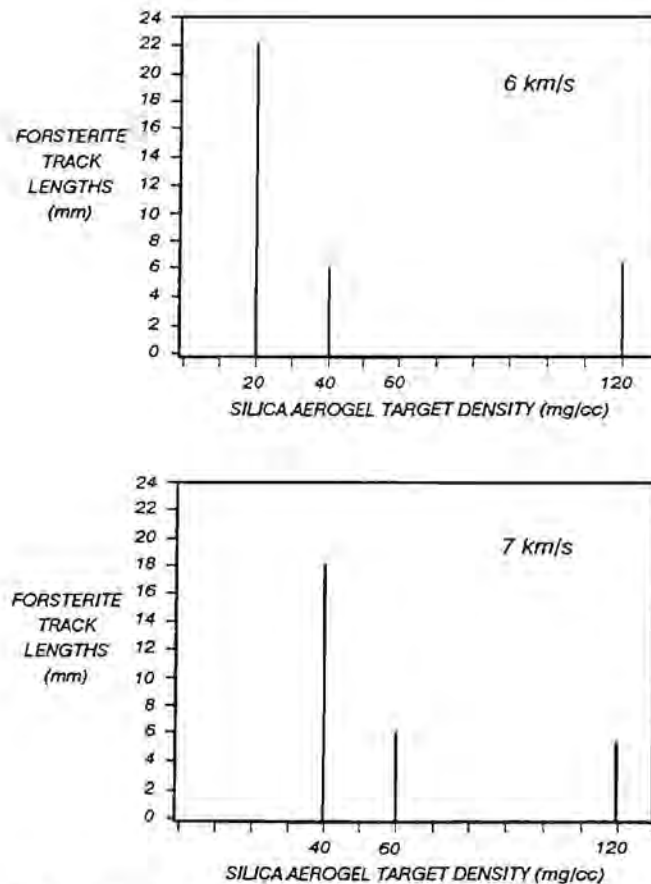 24
22
20
18
16
14
12
10
8
6
4
2
0
FORSTERITE
TRACK
LENGTHS
(mm)
6 km/s
20 40 60 120
SILICA AEROGEL TARGET DENSITY (mg/cc)
24
22
20
18
16
14
12
10
8
6
4
2
0
FORSTERITE
TRACK
LENGTHS
(mm)
7 km/s
40 60 120
SILICA AEROGEL TARGET DENSITY (mg/cc)